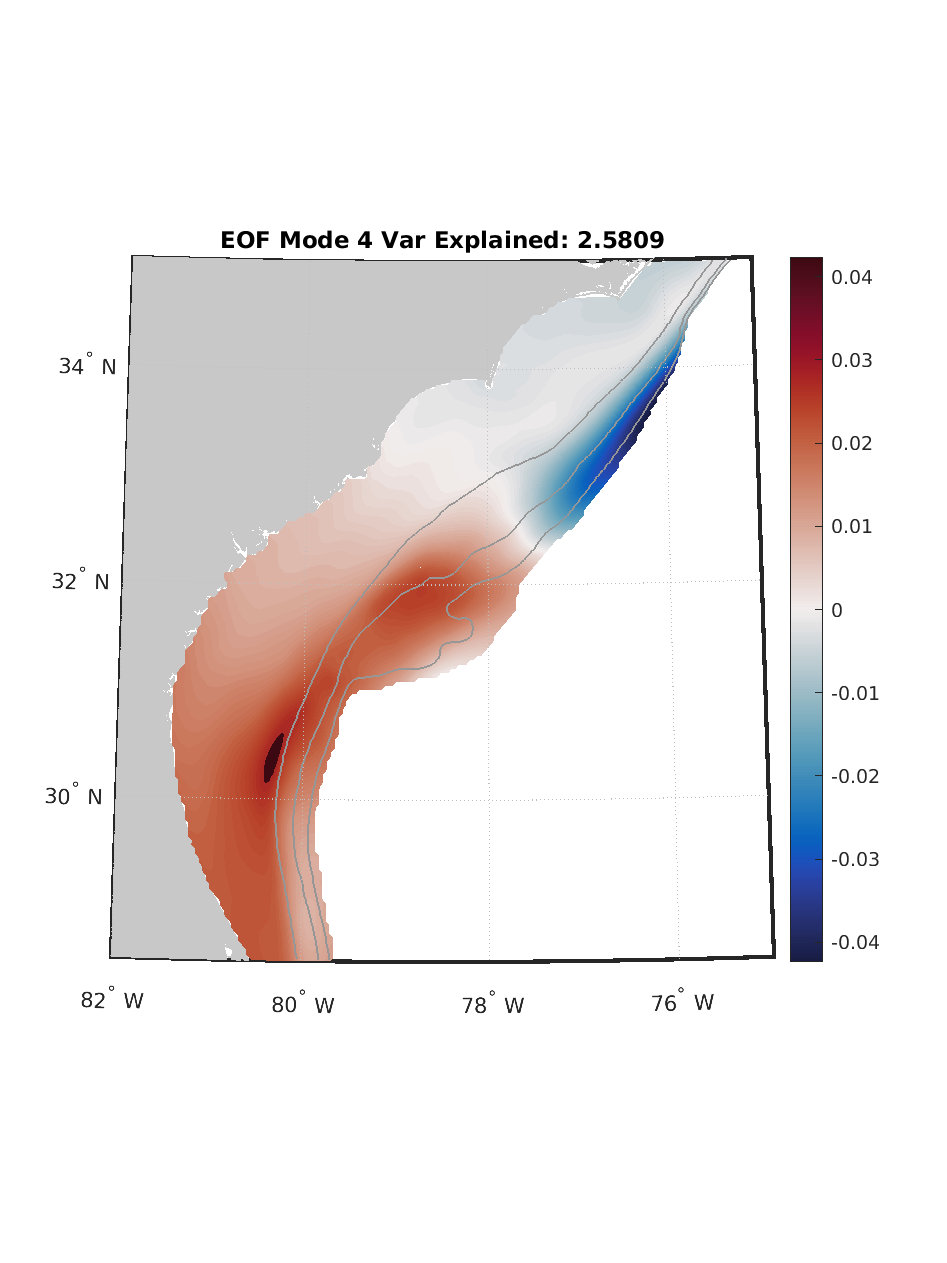 EOF Mode 4 Var Explained: 2.5809
34° N
32° N
30° N
82° W
80° W
78° W
76° W
0.04
0.03
0.02
0.01
0
-0.01
-0.02
-0.03
-0.04